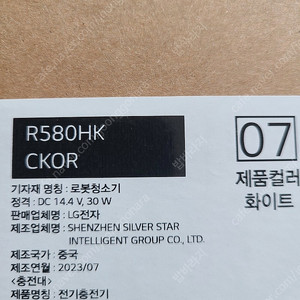 R580HK
CKOR
07
제품컬러
화이트
기자재 명칭 : 로봇청소기
정격 : DC 14.4 V, 30 W
판매업체명 : LG전자
제조업체명 : SHENZHEN SILVER STAR
INTELLIGENT GROUP CO., LTD.
제조국가 : 중국
제조연월 : 2023/07
<충전대>
제품명칭 : 전기충전기